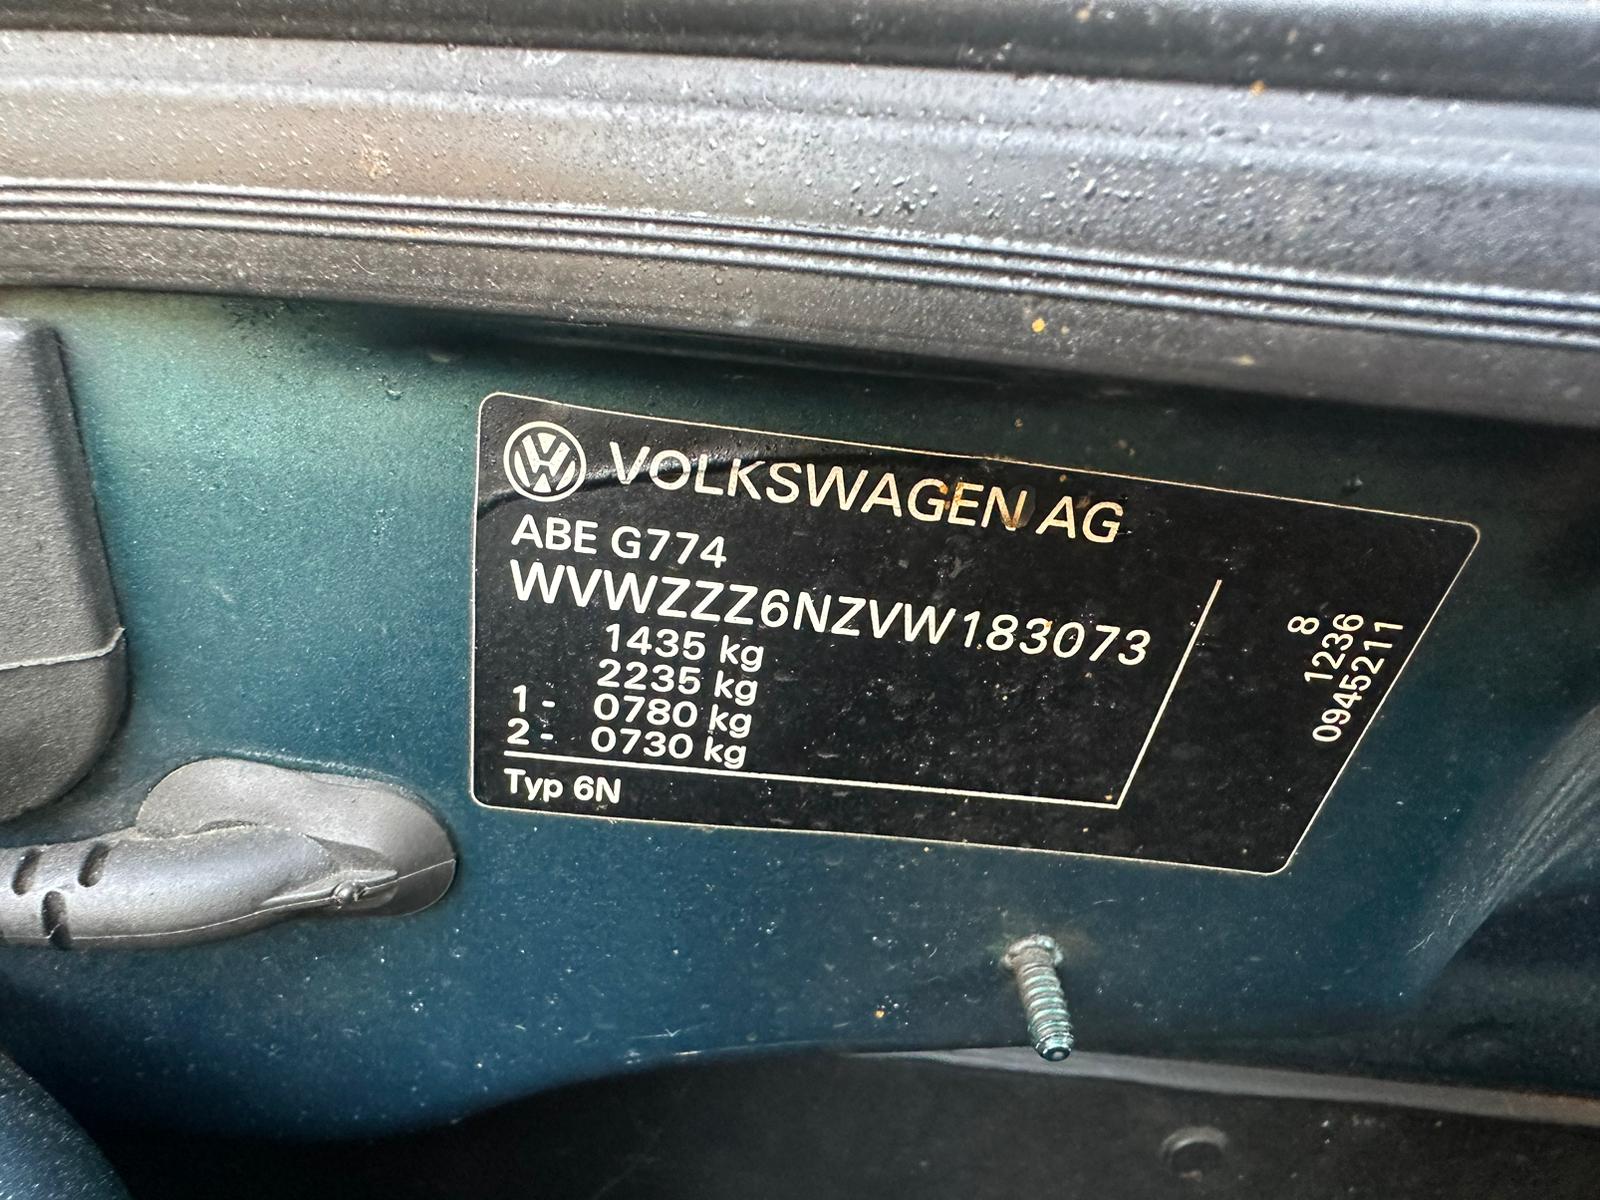 VOLKSWAGEN AG
ABE G774
WVWZZZ6NZVW183073
1435 kg
2235 kg
1 - 0780 kg
2 - 0730 kg
Typ 6N
8
1236
0945211